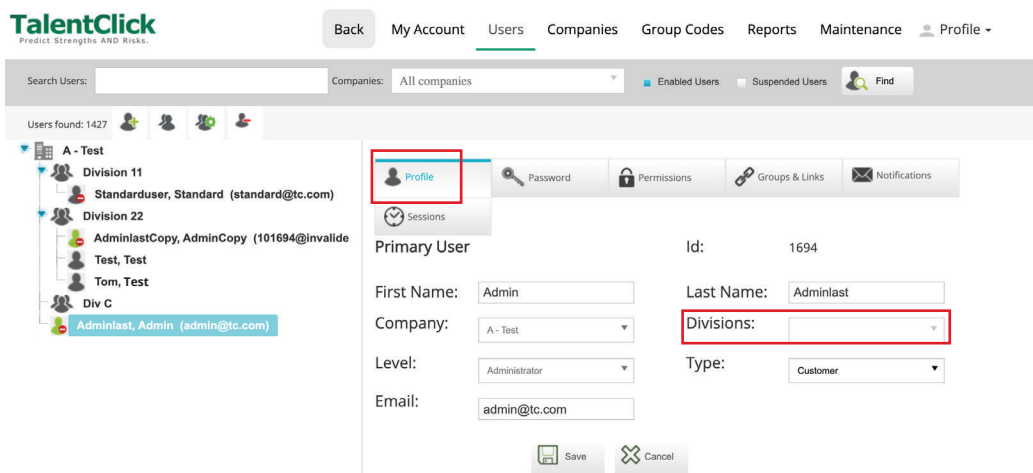 TalentClick
Predict Strengths AND Risks.
Back My Account Users Companies Group Codes Reports Maintenance Profile
Search Users: Companies: All companies Enabled Users Suspended Users Find
Users found: 1427
A - Test
Division 11
Standarduser, Standard (standard@tc.com)
Division 22
AdminlastCopy, AdminCopy (101694@invalide
Test, Test
Tom, Test
Div C
Adminlast, Admin (admin@tc.com)
Profile Password Permissions Groups & Links Notifications
Sessions
Primary User Id: 1694
First Name: Admin Last Name: Adminlast
Company: A - Test Divisions:
Level: Administrator Type: Customer
Email: admin@tc.com
Save Cancel